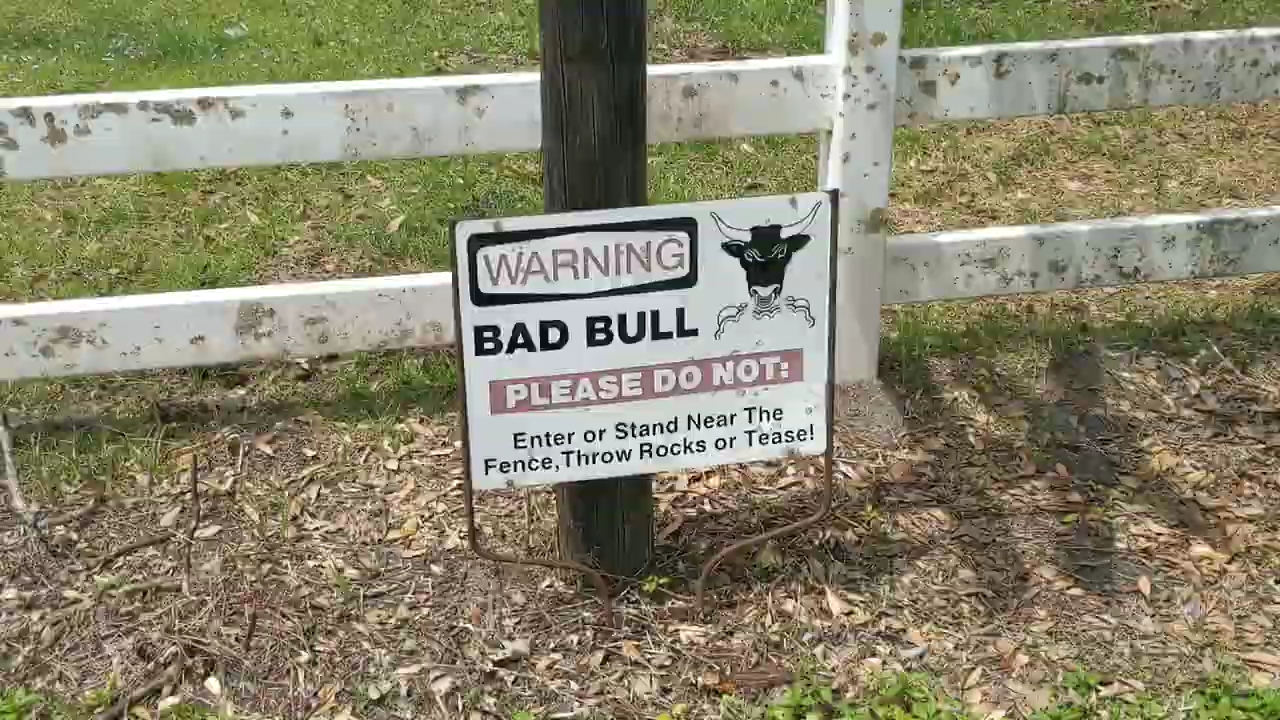 WARNING
BAD BULL
PLEASE DO NOT:
Enter or Stand Near The
Fence,Throw Rocks or Tease!